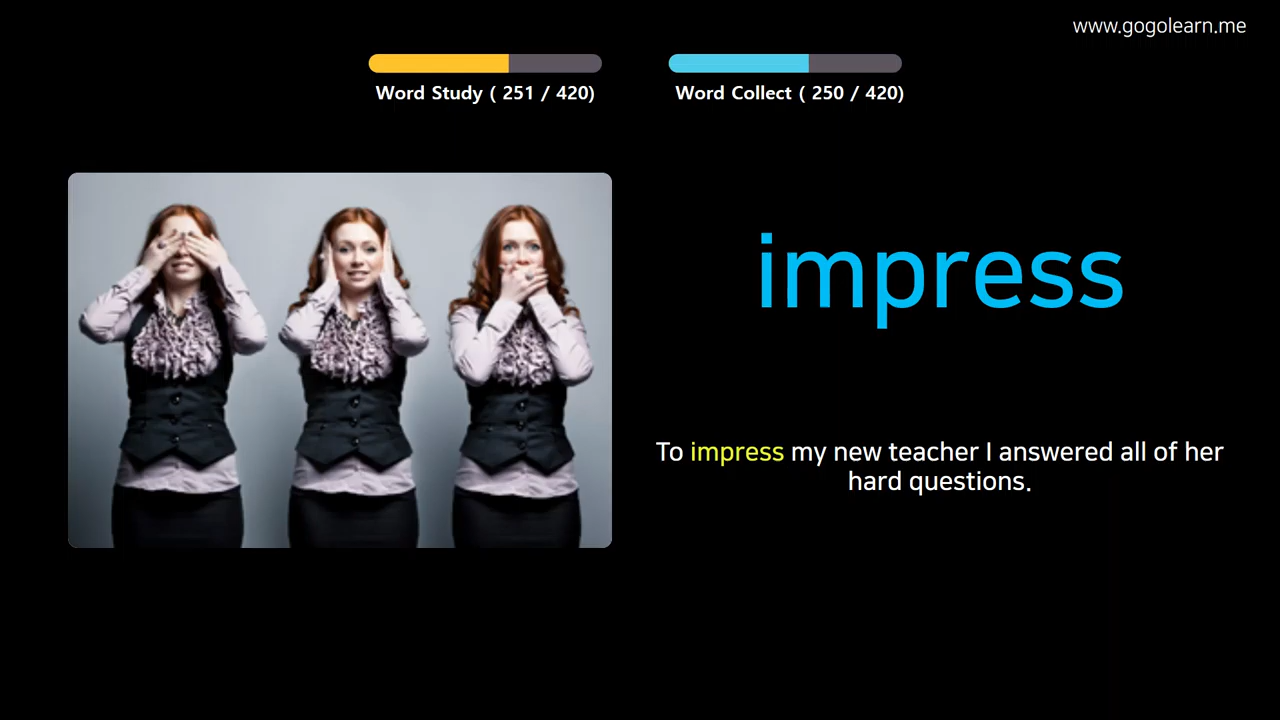 www.gogolearn.me
Word Study ( 251 / 420)
Word Collect ( 250 / 420)
impress
To impress my new teacher I answered all of her
hard questions.